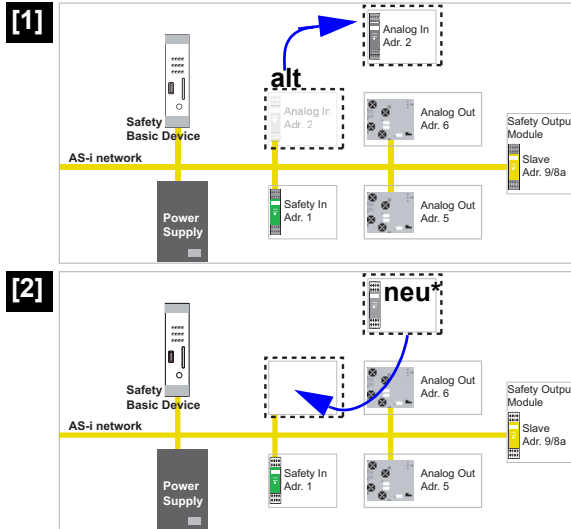 [1]
Analog In
Adr. 2
alt
Analog In
Adr. 2
Analog Out
Adr. 6
Safety
Basic Device
Safety Output
Module
AS-i network
Slave
Adr. 9/8a
Power
Supply
Safety In
Adr. 1
Analog Out
Adr. 5
[2]
neu*
Analog Out
Adr. 6
Safety
Basic Device
Safety Output
Module
AS-i network
Slave
Adr. 9/8a
Power
Supply
Safety In
Adr. 1
Analog Out
Adr. 5